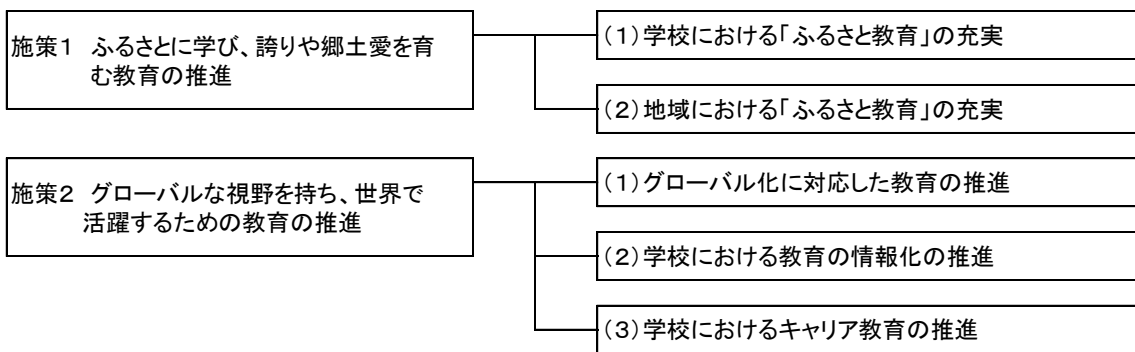 施策1 ふるさとに学び、誇りや郷土愛を育
む教育の推進
(1)学校における「ふるさと教育」の充実
(2)地域における「ふるさと教育」の充実
施策2 グローバルな視野を持ち、世界で
活躍するための教育の推進
(1)グローバル化に対応した教育の推進
(2)学校における教育の情報化の推進
(3)学校におけるキャリア教育の推進